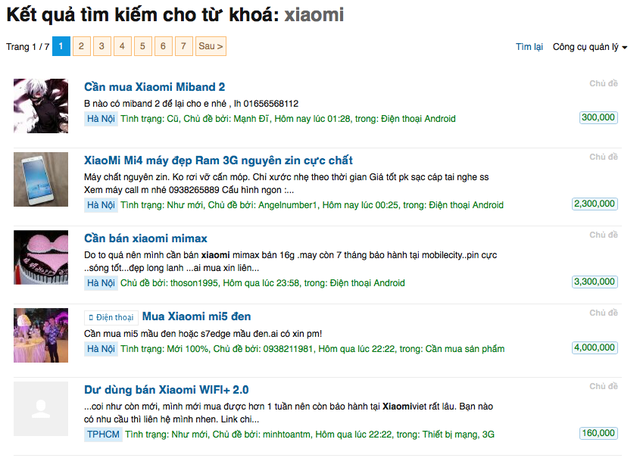 Kết quả tìm kiếm cho từ khoá: xiaomi
Trang 1 / 7 1 2 3 4 5 6 7 Sau > Tìm lại Công cụ quản lý
Chủ đề
Cần mua Xiaomi Miband 2
B nào có miband 2 để lại cho e nhé , lh 01656568112
Hà Nội Tình trạng: Cũ, Chủ đề bởi: Mạnh Đĩ, Hôm nay lúc 01:28, trong: Điện thoại Android
300,000
Chủ đề
XiaoMi Mi4 máy đẹp Ram 3G nguyên zin cực chất
Máy chất nguyên zin. Ko rơi vỡ cấn móp. Chỉ xước nhẹ theo thời gian Giá tốt pk sạc cáp tai nghe ss
Xem máy call m nhé 0938265889 Cấu hình ngon :...
Hà Nội Tình trạng: Như mới, Chủ đề bởi: Angelnumber1, Hôm nay lúc 00:25, trong: Điện thoại Android
2,300,000
Chủ đề
Cần bán xiaomi mimax
Do to quá nên mình cần bán xiaomi mimax bản 16g .may còn 7 tháng bảo hành tại mobilecity..pin cực
..sóng tốt...đẹp long lanh ...ai mua xin liên...
Hà Nội Chủ đề bởi: thoson1995, Hôm qua lúc 23:58, trong: Điện thoại Android
3,300,000
Chủ đề
Điện thoại Mua Xiaomi mi5 đen
Cần mua mi5 mầu đen hoặc s7edge mầu đen.ai có xin pm!
Hà Nội Tình trạng: Mới 100%, Chủ đề bởi: 0938211981, Hôm qua lúc 22:22, trong: Cần mua sản phẩm
4,000,000
Chủ đề
Dư dùng bán Xiaomi WIFI+ 2.0
...coi như còn mới, mình mới mua được hơn 1 tuần nên còn bảo hành tại Xiaomiviet rất lâu. Bạn nào
có nhu cầu thì liên hệ mình nhen. Link chi...
TPHCM Tình trạng: Như mới, Chủ đề bởi: minhtoantm, Hôm qua lúc 22:22, trong: Thiết bị mạng, 3G
160,000